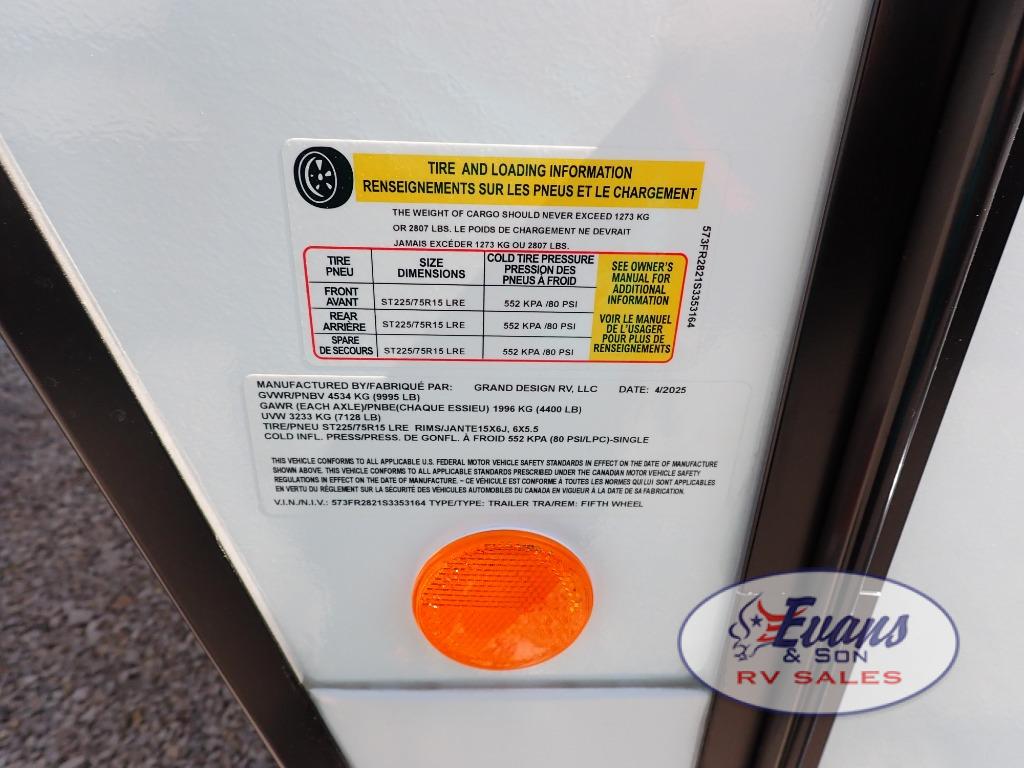 TIRE AND LOADING INFORMATION
RENSEIGNEMENTS SUR LES PNEUS ET LE CHARGEMENT
THE WEIGHT OF CARGO SHOULD NEVER EXCEED 1273 KG
OR 2807 LBS. LE POIDS DE CHARGEMENT NE DEVRAIT
JAMAIS EXCÉDER 1273 KG OU 2807 LBS.
TIRE
PNEU
SIZE
DIMENSIONS
COLD TIRE PRESSURE
PRESSION DES
PNEUS À FROID
FRONT
AVANT
ST225/75R15 LRE
552 KPA /80 PSI
REAR
ARRIÈRE
ST225/75R15 LRE
552 KPA /80 PSI
SPARE
DE SECOURS
ST225/75R15 LRE
552 KPA /80 PSI
SEE OWNER'S
MANUAL FOR
ADDITIONAL
INFORMATION
VOIR LE MANUEL
DE L'USAGER
POUR PLUS DE
RENSEIGNEMENTS
573FR2821S3353164
MANUFACTURED BY/FABRIQUÉ PAR: GRAND DESIGN RV, LLC DATE: 4/2025
GVWR/PNBV 4534 KG (9995 LB)
GAWR (EACH AXLE)/PNBE(CHAQUE ESSIEU) 1996 KG (4400 LB)
UVW 3233 KG (7128 LB)
TIRE/PNEU ST225/75R15 LRE RIMS/JANTE15X6J, 6X5.5
COLD INFL. PRESS/PRESS. DE GONFL. À FROID 552 KPA (80 PSI/LPC)-SINGLE
THIS VEHICLE CONFORMS TO ALL APPLICABLE U.S. FEDERAL MOTOR VEHICLE SAFETY STANDARDS IN EFFECT ON THE DATE OF MANUFACTURE
SHOWN ABOVE. THIS VEHICLE CONFORMS TO ALL APPLICABLE STANDARDS PRESCRIBED UNDER THE CANADIAN MOTOR VEHICLE SAFETY
REGULATIONS IN EFFECT ON THE DATE OF MANUFACTURE. - CE VÉHICULE EST CONFORME À TOUTES LES NORMES QUI LUI SONT APPLICABLES
EN VERTU DU RÈGLEMENT SUR LA SÉCURITÉ DES VÉHICULES AUTOMOBILES DU CANADA EN VIGUEUR À LA DATE DE SA FABRICATION.
V.I.N./N.I.V.: 573FR2821S3353164 TYPE/TYPE: TRAILER TRA/REM: FIFTH WHEEL
Evans
& SON
RV SALES